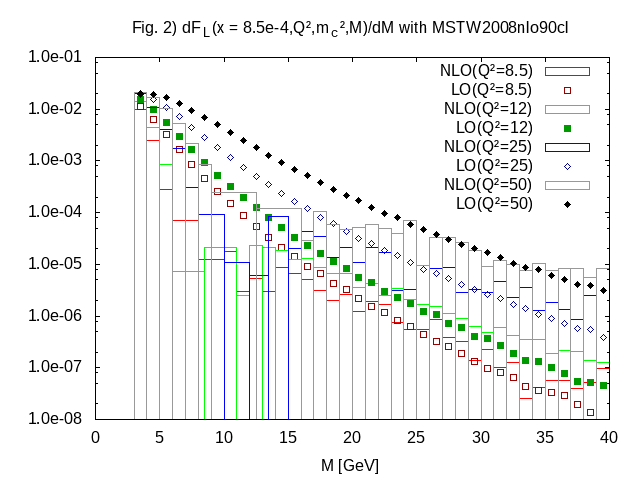 Fig. 2) dF_L(x = 8.5e-4,Q²,m_c²,M)/dM with MSTW2008nlo90cl
1.0e-01
1.0e-02
1.0e-03
1.0e-04
1.0e-05
1.0e-06
1.0e-07
1.0e-08
NLO(Q²=8.5)
LO(Q²=8.5)
NLO(Q²=12)
LO(Q²=12)
NLO(Q²=25)
LO(Q²=25)
NLO(Q²=50)
LO(Q²=50)
0 5 10 15 20 25 30 35 40
M [GeV]